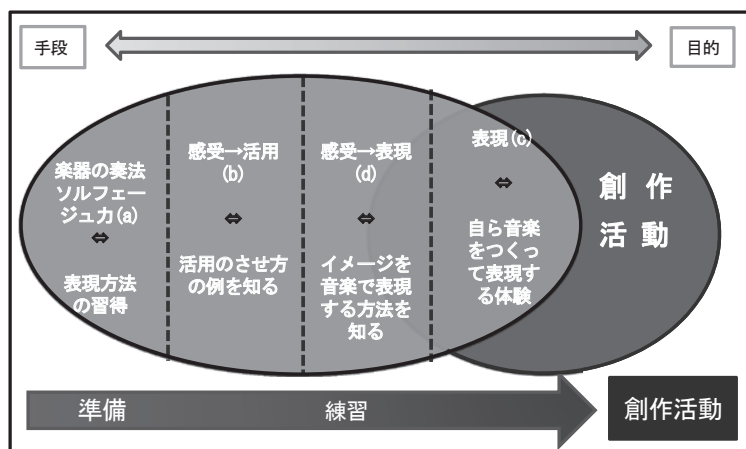 手段
目的
楽器の奏法
ソルフェー
ジュ力(a)
⇔
表現方法
の習得
感受→活用
(b)
⇔
活用のさせ方
の例を知る
感受→表現
(d)
⇔
イメージを
音楽で表現
する方法を
知る
表現(c)
⇔
自ら音楽
をつくっ
て表現す
る体験
創作
活動
準備
練習
創作活動